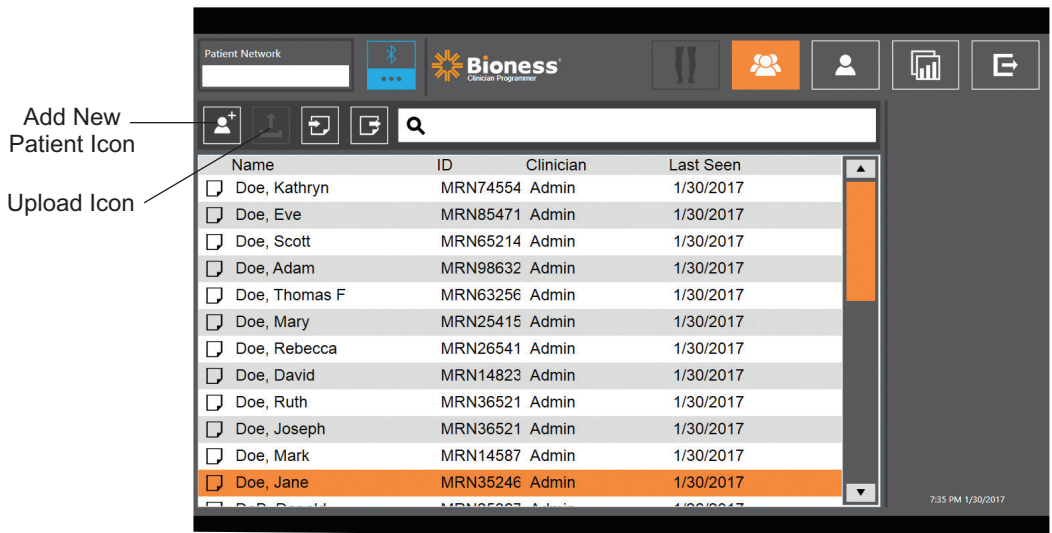 Patient Network
Bioness
Clinician Programmer
Add New
Patient Icon
Upload Icon
Name ID Clinician Last Seen
Doe, Kathryn MRN74554 Admin 1/30/2017
Doe, Eve MRN85471 Admin 1/30/2017
Doe, Scott MRN65214 Admin 1/30/2017
Doe, Adam MRN98632 Admin 1/30/2017
Doe, Thomas F MRN63256 Admin 1/30/2017
Doe, Mary MRN25415 Admin 1/30/2017
Doe, Rebecca MRN26541 Admin 1/30/2017
Doe, David MRN14823 Admin 1/30/2017
Doe, Ruth MRN36521 Admin 1/30/2017
Doe, Joseph MRN36521 Admin 1/30/2017
Doe, Mark MRN14587 Admin 1/30/2017
Doe, Jane MRN35246 Admin 1/30/2017
7:35 PM 1/30/2017